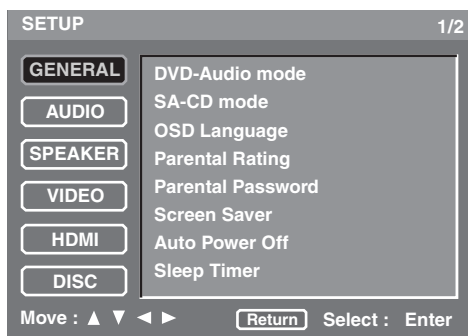 SETUP 1/2
GENERAL
AUDIO
SPEAKER
VIDEO
HDMI
DISC
DVD-Audio mode
SA-CD mode
OSD Language
Parental Rating
Parental Password
Screen Saver
Auto Power Off
Sleep Timer
Move : ▲ ▼ ◄ ► Return Select : Enter